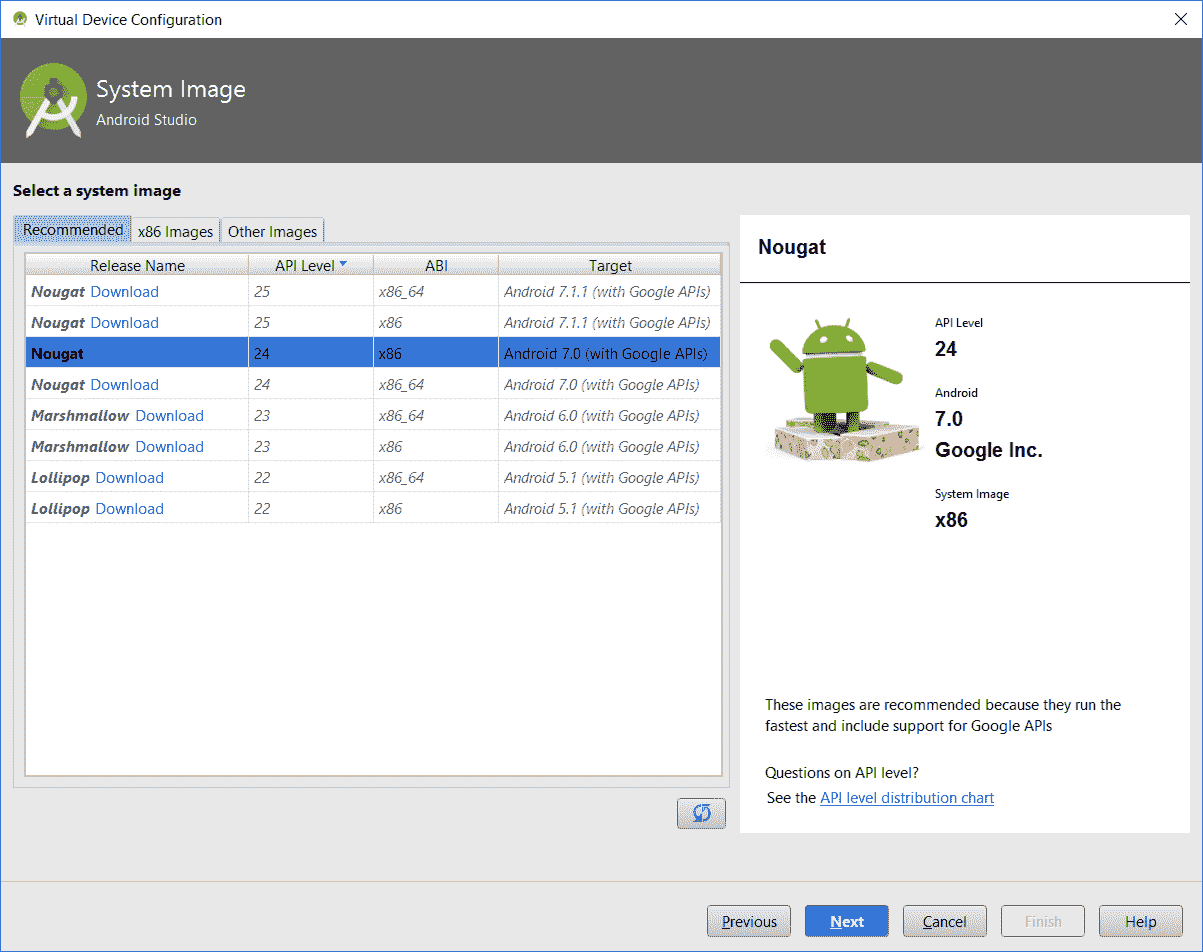 Virtual Device Configuration
System Image
Android Studio
Select a system image
Recommended x86 Images Other Images
Release Name API Level ABI Target
Nougat Download 25 x86_64 Android 7.1.1 (with Google APIs)
Nougat Download 25 x86 Android 7.1.1 (with Google APIs)
Nougat 24 x86 Android 7.0 (with Google APIs)
Nougat Download 24 x86_64 Android 7.0 (with Google APIs)
Marshmallow Download 23 x86_64 Android 6.0 (with Google APIs)
Marshmallow Download 23 x86 Android 6.0 (with Google APIs)
Lollipop Download 22 x86_64 Android 5.1 (with Google APIs)
Lollipop Download 22 x86 Android 5.1 (with Google APIs)
Nougat
API Level
24
Android
7.0
Google Inc.
System Image
x86
These images are recommended because they run the
fastest and include support for Google APIs
Questions on API level?
See the API level distribution chart
Previous Next Cancel Finish Help